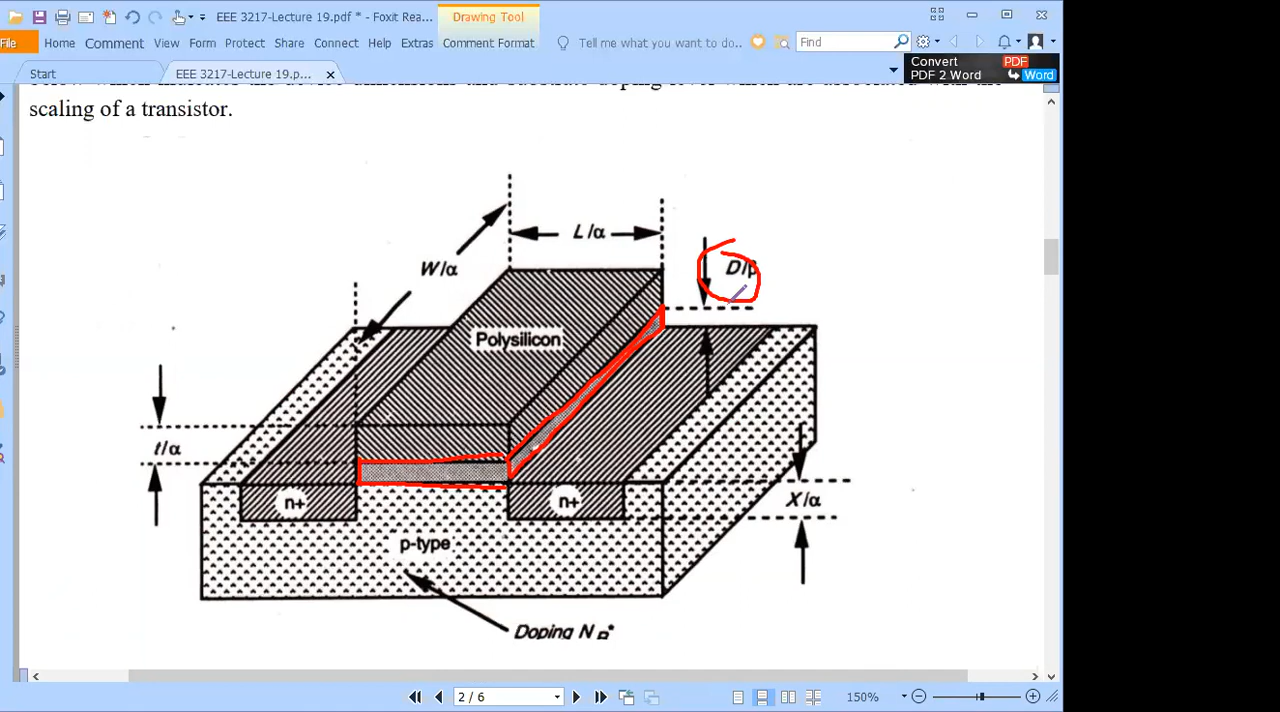 EEE 3217-Lecture 19.pdf * - Foxit Rea...
Drawing Tool
File Home Comment View Form Protect Share Connect Help Extras Comment Format Tell me what you want to do.. Find
Start EEE 3217-Lecture 19.p...
Convert PDF
PDF 2 Word Word
scaling of a transistor.
L/α
W/α
D/β
Polysilicon
t/α
n+
n+
X/α
p-type
Doping N
2 / 6
150%